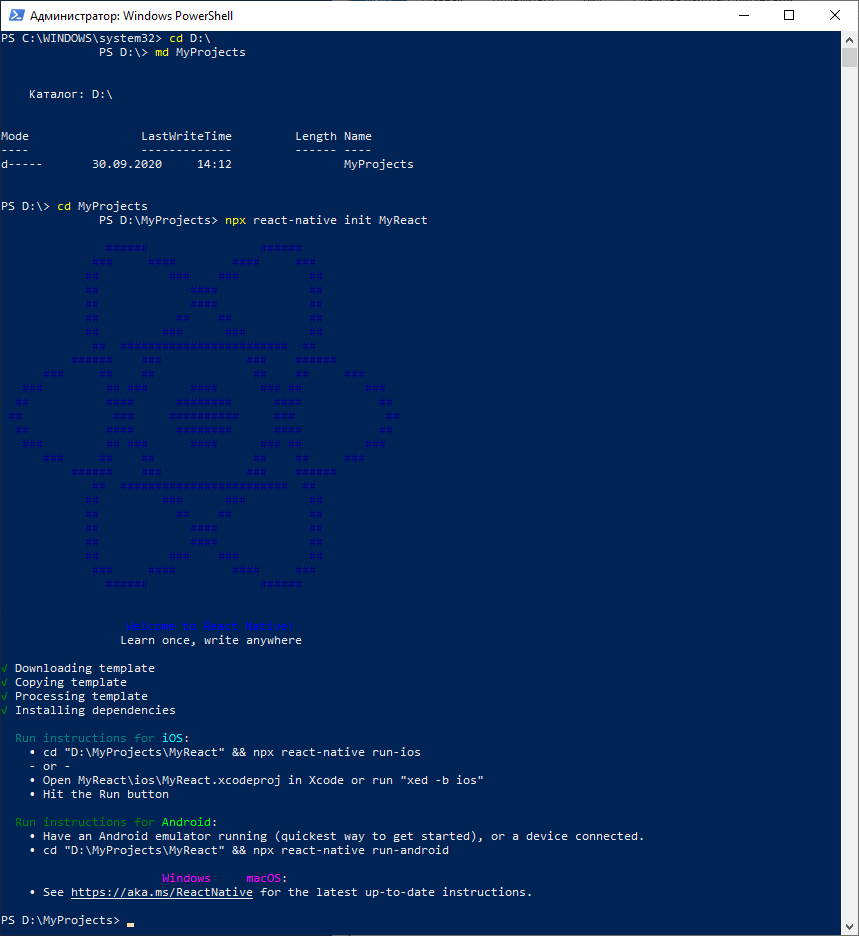 Администратор: Windows PowerShell
PS C:\WINDOWS\system32> cd D:\
PS D:\> md MyProjects
Каталог: D:\
Mode                LastWriteTime         Length Name
----                -------------         ------ ----
d-----       30.09.2020     14:12                MyProjects
PS D:\> cd MyProjects
PS D:\MyProjects> npx react-native init MyReact
Welcome to React Native!
Learn once, write anywhere
√ Downloading template
√ Copying template
√ Processing template
√ Installing dependencies
Run instructions for iOS:
• cd "D:\MyProjects\MyReact" && npx react-native run-ios
- or -
• Open MyReact\ios\MyReact.xcodeproj in Xcode or run "xed -b ios"
• Hit the Run button
Run instructions for Android:
• Have an Android emulator running (quickest way to get started), or a device connected.
• cd "D:\MyProjects\MyReact" && npx react-native run-android
Windows macOS:
• See https://aka.ms/ReactNative for the latest up-to-date instructions.
PS D:\MyProjects>